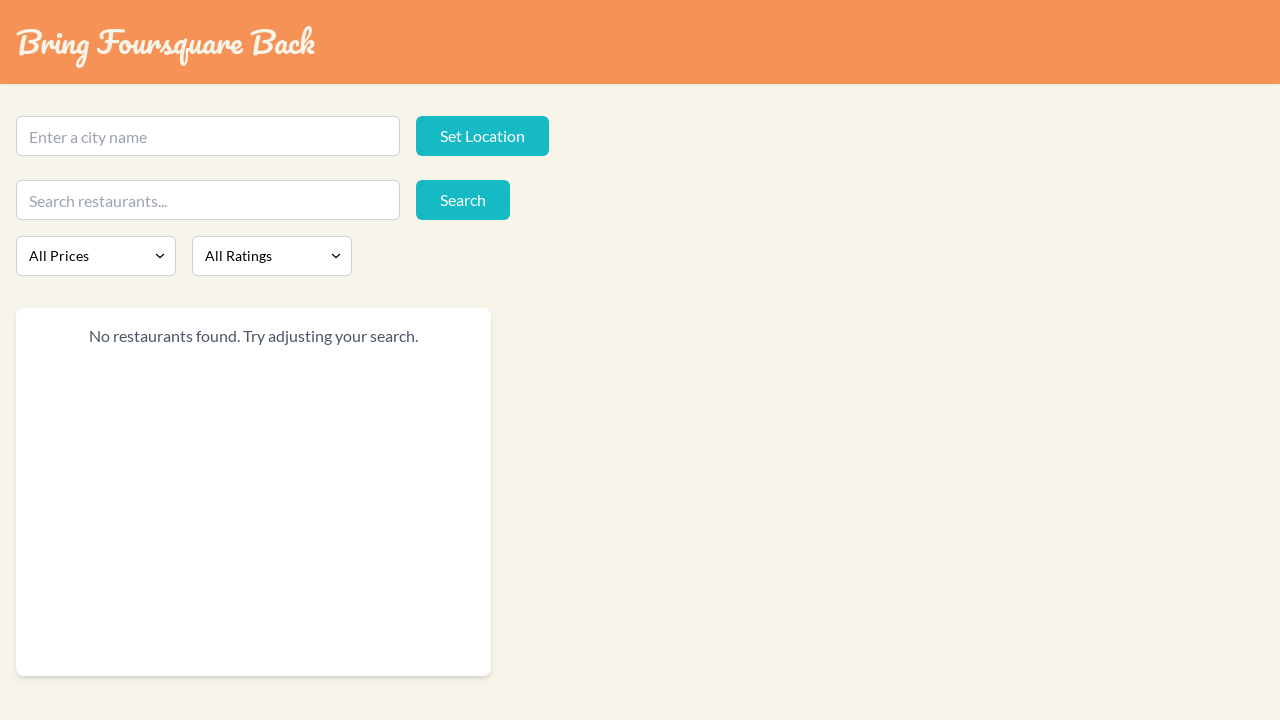 Bring Foursquare Back
Enter a city name
Set Location
Search restaurants...
Search
All Prices
All Ratings
No restaurants found. Try adjusting your search.